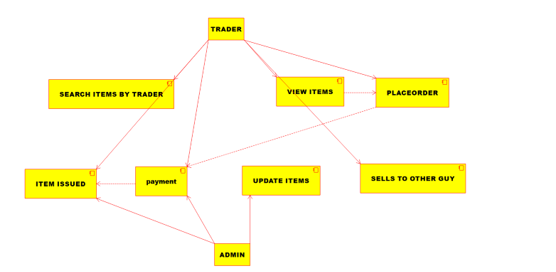 TRADER
SEARCH ITEMS BY TRADER
VIEW ITEMS
PLACEORDER
ITEM ISSUED
payment
UPDATE ITEMS
SELLS TO OTHER GUY
ADMIN